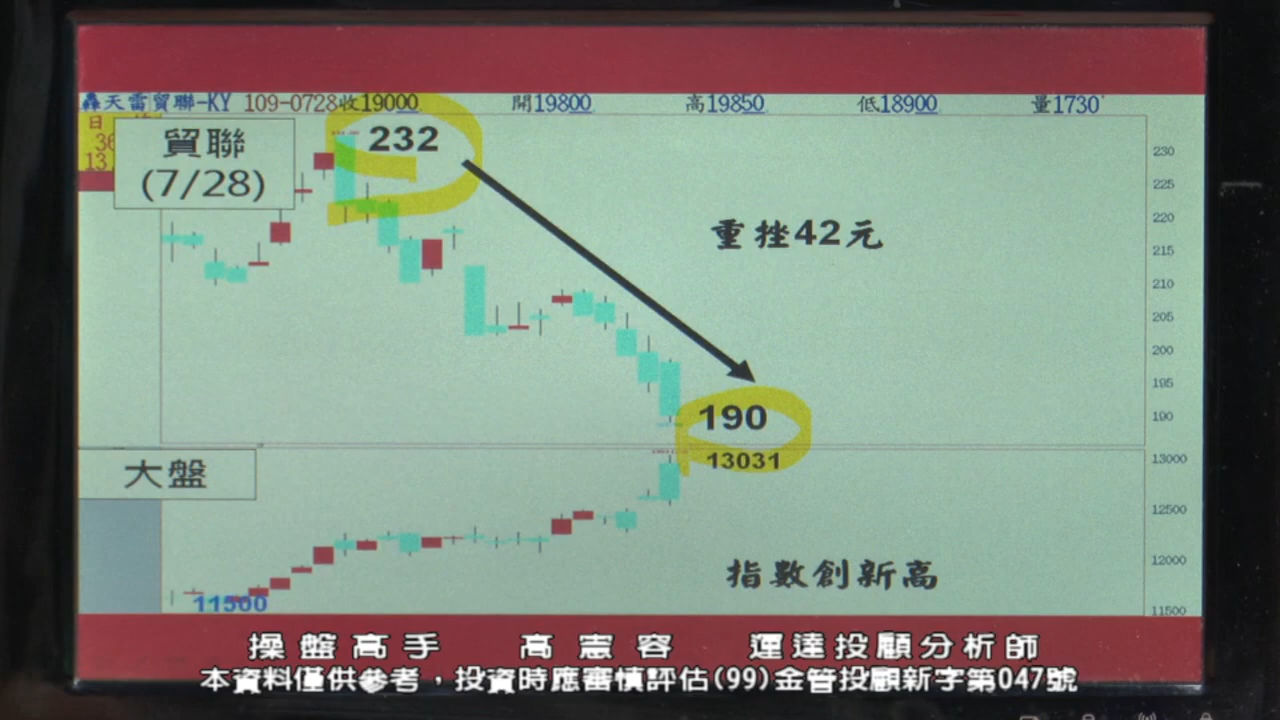 轟天雷貿聯-KY 109-0728收19000 開19800 高19850 低18900 量1730
日
36
13
貿聯
(7/28)
232
重挫42元
190
230
225
220
215
210
205
200
195
190
大盤
13031
11500
指數創新高
13000
12500
12000
11500
操盤高手 高憲容 運達投顧分析師
本資料僅供參考，投資時應審慎評估(99)金管投顧新字第047號